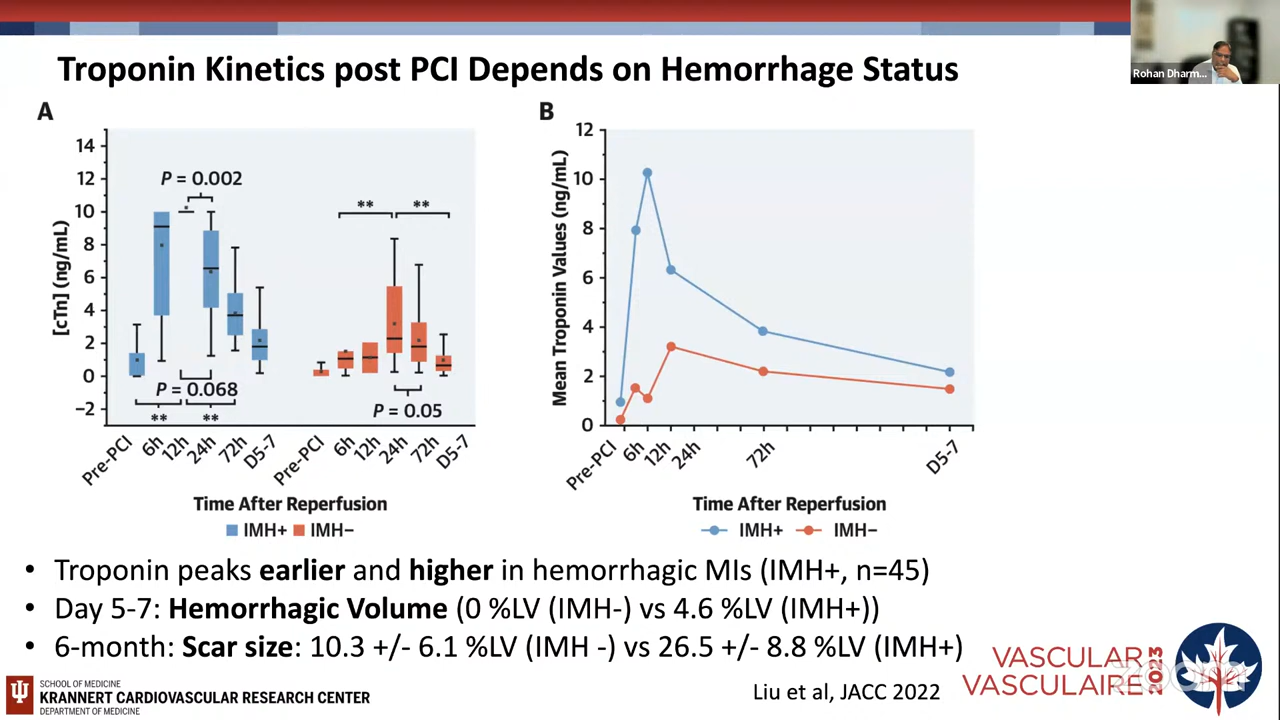 Troponin Kinetics post PCI Depends on Hemorrhage Status
Rohan Dharm...
A
[cTn] (ng/mL)
14
12
10
8
6
4
2
0
−2
P = 0.002
**
**
P = 0.068
**
**
P = 0.05
Pre-PCI
6h
12h
24h
72h
D5-7
Pre-PCI
6h
12h
24h
72h
D5-7
Time After Reperfusion
IMH+
IMH−
B
Mean Troponin Values (ng/mL)
12
10
8
6
4
2
0
Pre-PCI
6h
12h
24h
72h
D5-7
Time After Reperfusion
IMH+
IMH−
• Troponin peaks earlier and higher in hemorrhagic MIs (IMH+, n=45)
• Day 5-7: Hemorrhagic Volume (0 %LV (IMH-) vs 4.6 %LV (IMH+))
• 6-month: Scar size: 10.3 +/- 6.1 %LV (IMH -) vs 26.5 +/- 8.8 %LV (IMH+)
SCHOOL OF MEDICINE
KRANNERT CARDIOVASCULAR RESEARCH CENTER
DEPARTMENT OF MEDICINE
Liu et al, JACC 2022
VASCULAR
VASCULAIRE
2023
zoom